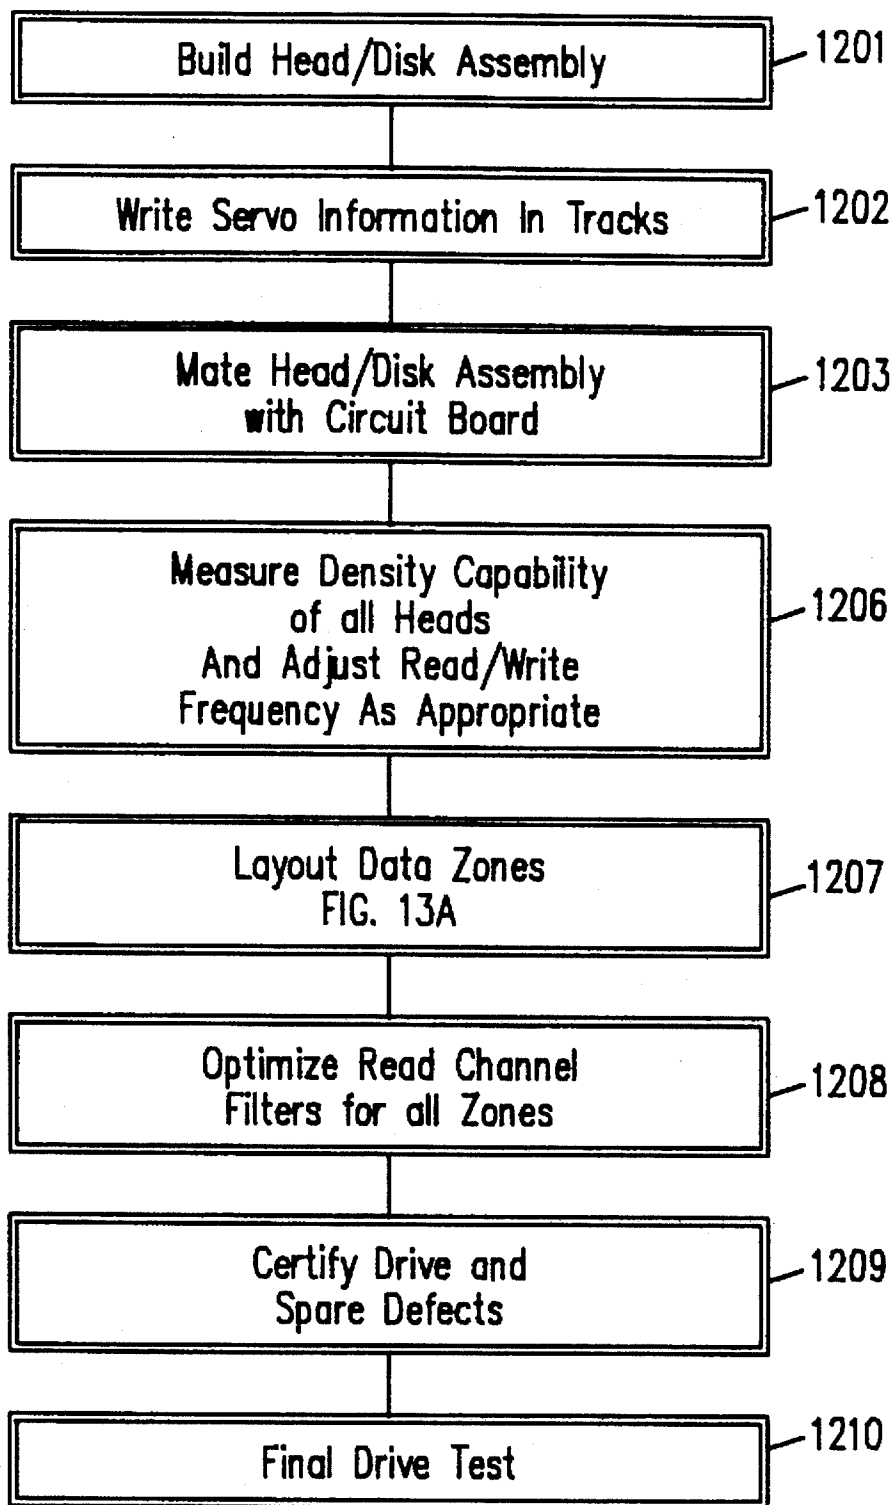 Build Head/Disk Assembly
1201
Write Servo Information In Tracks
1202
Mate Head/Disk Assembly
with Circuit Board
1203
Measure Density Capability
of all Heads
And Adjust Read/Write
Frequency As Appropriate
1206
Layout Data Zones
FIG. 13A
1207
Optimize Read Channel
Filters for all Zones
1208
Certify Drive and
Spare Defects
1209
Final Drive Test
1210